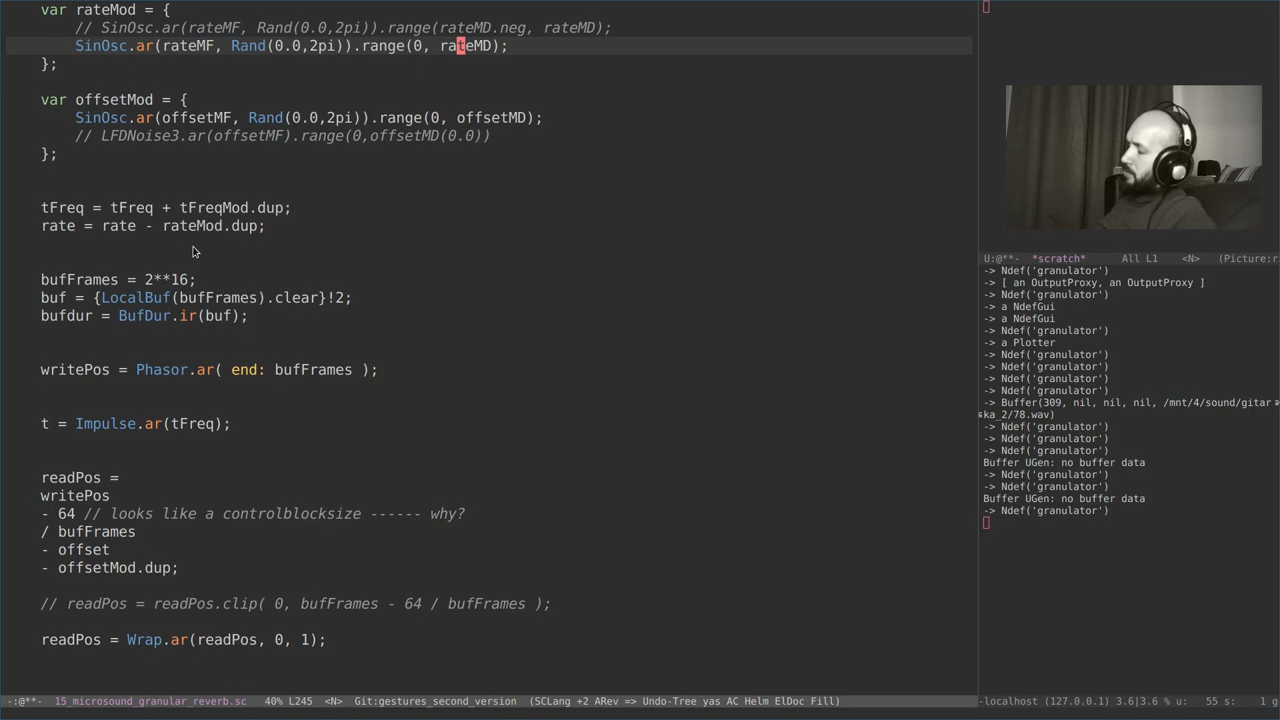 var rateMod = {
// SinOsc.ar(rateMF, Rand(0.0,2pi)).range(rateMD.neg, rateMD);
SinOsc.ar(rateMF, Rand(0.0,2pi)).range(0, rateMD);
};
var offsetMod = {
SinOsc.ar(offsetMF, Rand(0.0,2pi)).range(0, offsetMD);
// LFDNoise3.ar(offsetMF).range(0,offsetMD(0.0))
};
tFreq = tFreq + tFreqMod.dup;
rate = rate - rateMod.dup;
bufFrames = 2**16;
buf = {LocalBuf(bufFrames).clear}!2;
bufdur = BufDur.ir(buf);
writePos = Phasor.ar( end: bufFrames );
t = Impulse.ar(tFreq);
readPos =
writePos
- 64 // looks like a controlblocksize ------ why?
/ bufFrames
- offset
- offsetMod.dup;
// readPos = readPos.clip( 0, bufFrames - 64 / bufFrames );
readPos = Wrap.ar(readPos, 0, 1);
-:@**- 15_microsound_granular_reverb.sc 40% L245 <N> Git:gestures_second_version (SCLang +2 ARev => Undo-Tree yas AC Helm ElDoc Fill)
U:@**- *scratch* All L1 <N> (Picture:r
-> Ndef('granulator')
-> [ an OutputProxy, an OutputProxy ]
-> Ndef('granulator')
-> a NdefGui
-> a NdefGui
-> Ndef('granulator')
-> a Plotter
-> Ndef('granulator')
-> Ndef('granulator')
-> Ndef('granulator')
-> Ndef('granulator')
-> Buffer(309, nil, nil, nil, /mnt/4/sound/gitar
ka_2/78.wav)
-> Ndef('granulator')
-> Ndef('granulator')
-> Ndef('granulator')
Buffer UGen: no buffer data
-> Ndef('granulator')
-> Ndef('granulator')
Buffer UGen: no buffer data
-> Ndef('granulator')
-localhost (127.0.0.1) 3.6|3.6 % u: 55 s: 1 g